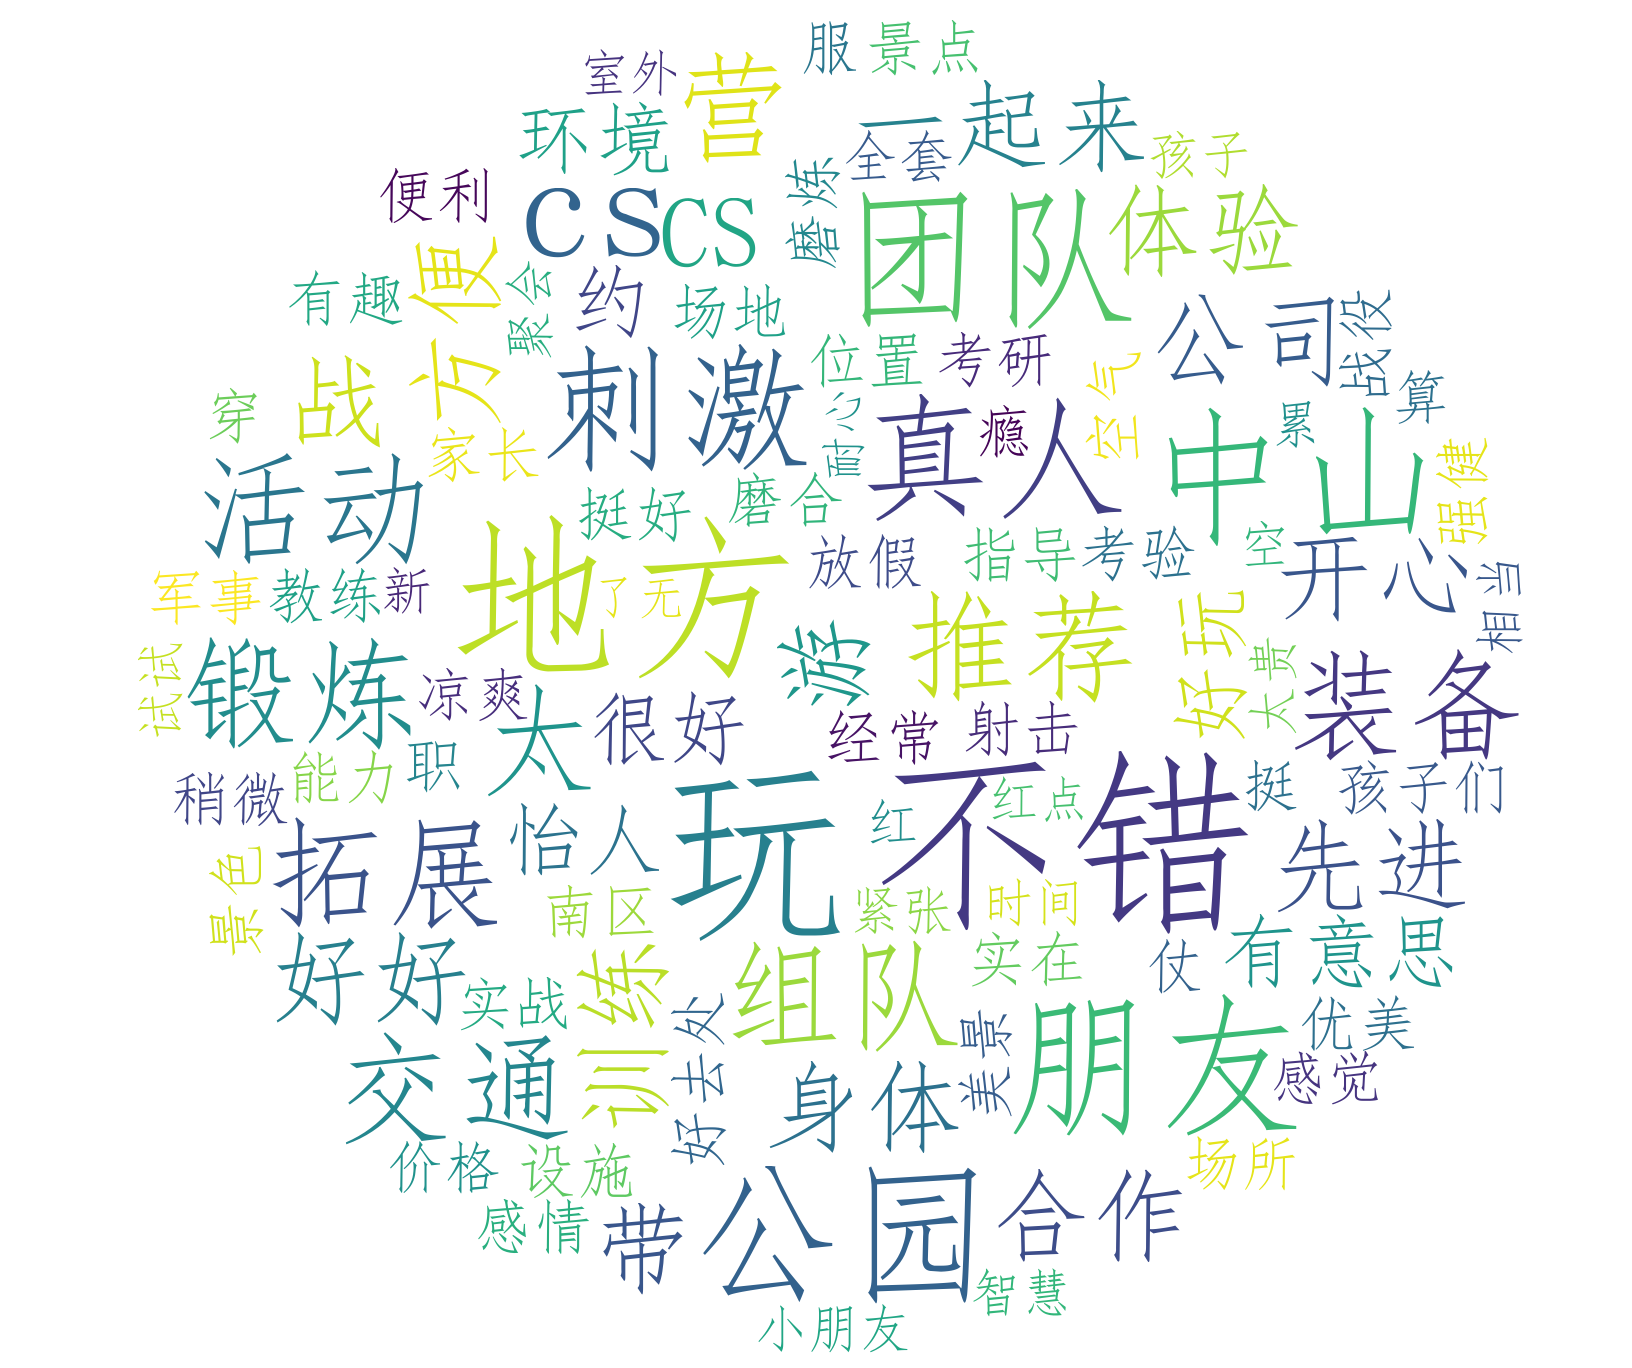 服
景点
室外
营
一起来
环境
全套
孩子
便利
cs
CS
磨炼
团队
体验
方便
聚会
有趣
约
场地
公司
战役
战
刺激
位置
考研
空气
穿
算
家长
耐心
真人
瘾
中山
累
强健
活动
挺好
磨合
地方
放假
指导
考验
空
开心
相当
军事
教练
新
了无
游
推荐
好玩
试试
锻炼
凉爽
太
很好
经常
射击
太贵
装备
能力
职
稍微
玩
不错
红
红点
挺
孩子们
拓展
怡人
先进
景色
南区
紧张
时间
好好
训练
组队
实在
仗
有意思
实战
好去处
美景
朋友
优美
交通
身体
感觉
价格
设施
场所
感情
带
公园
合作
智慧
小朋友